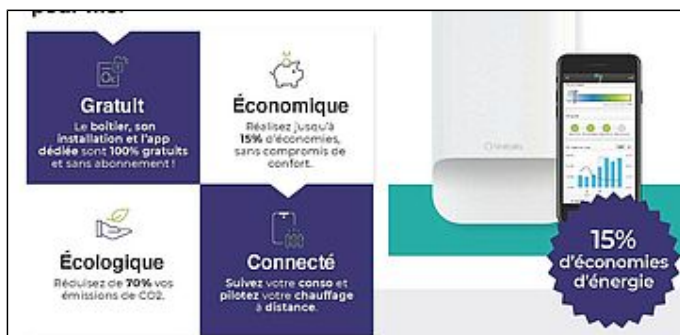 Gratuit
Le boîtier, son
installation et l'app
dédiée sont 100% gratuits
et sans abonnement !
Économique
Réalisez jusqu'à
15% d'économies,
sans compromis de
confort.
Écologique
Réduisez de 70% vos
émissions de CO2.
Connecté
Suivez votre conso et
pilotez votre chauffage
à distance.
15%
d'économies
d'énergie